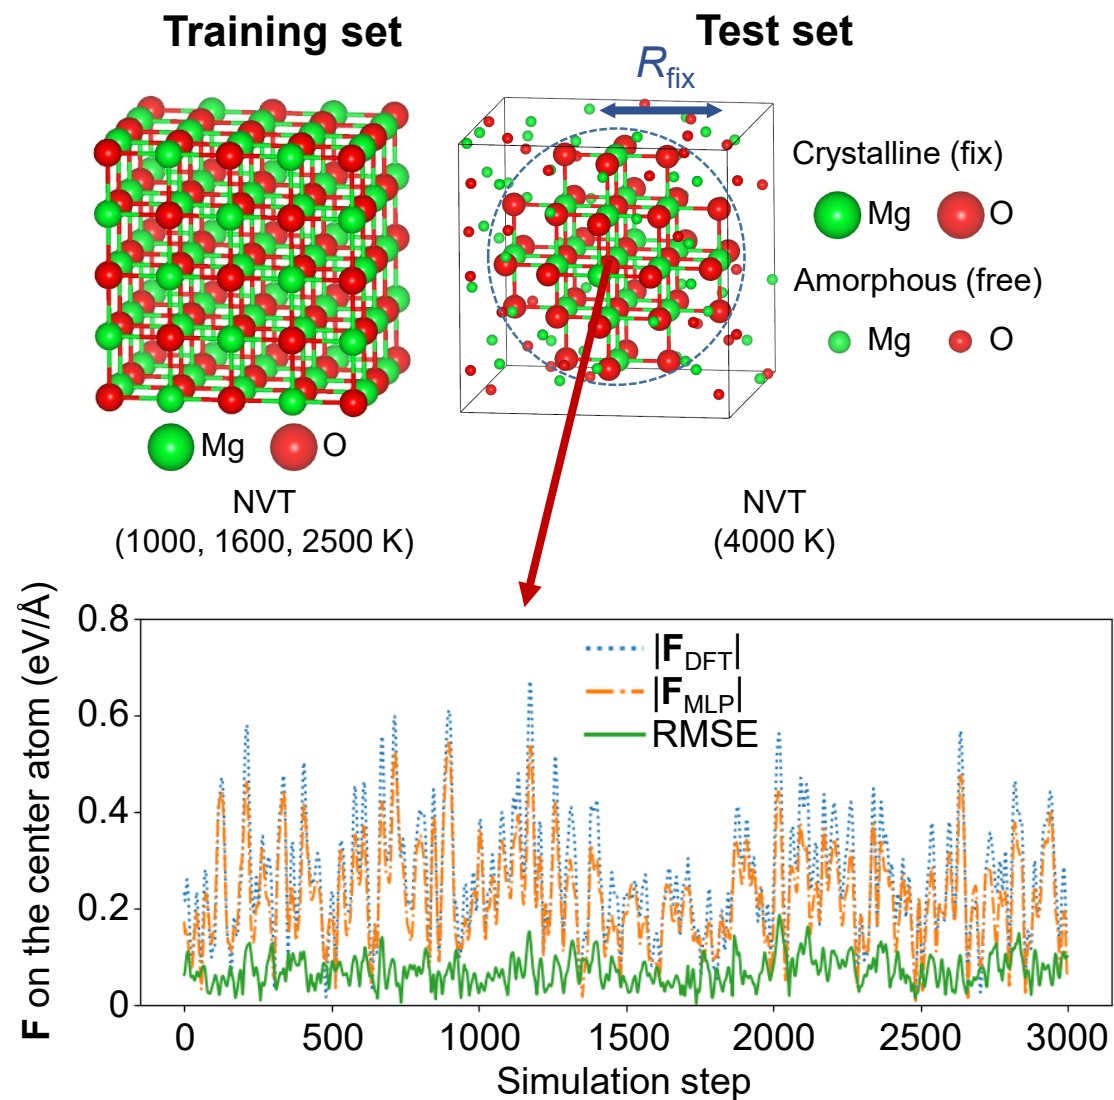 Training set
Test set
R_fix
Crystalline (fix)
Mg
O
Amorphous (free)
Mg
O
Mg
O
NVT
(1000, 1600, 2500 K)
NVT
(4000 K)
F on the center atom (eV/Å)
0.8
0.6
0.4
0.2
0
|F_DFT|
|F_MLP|
RMSE
0
500
1000
1500
2000
2500
3000
Simulation step